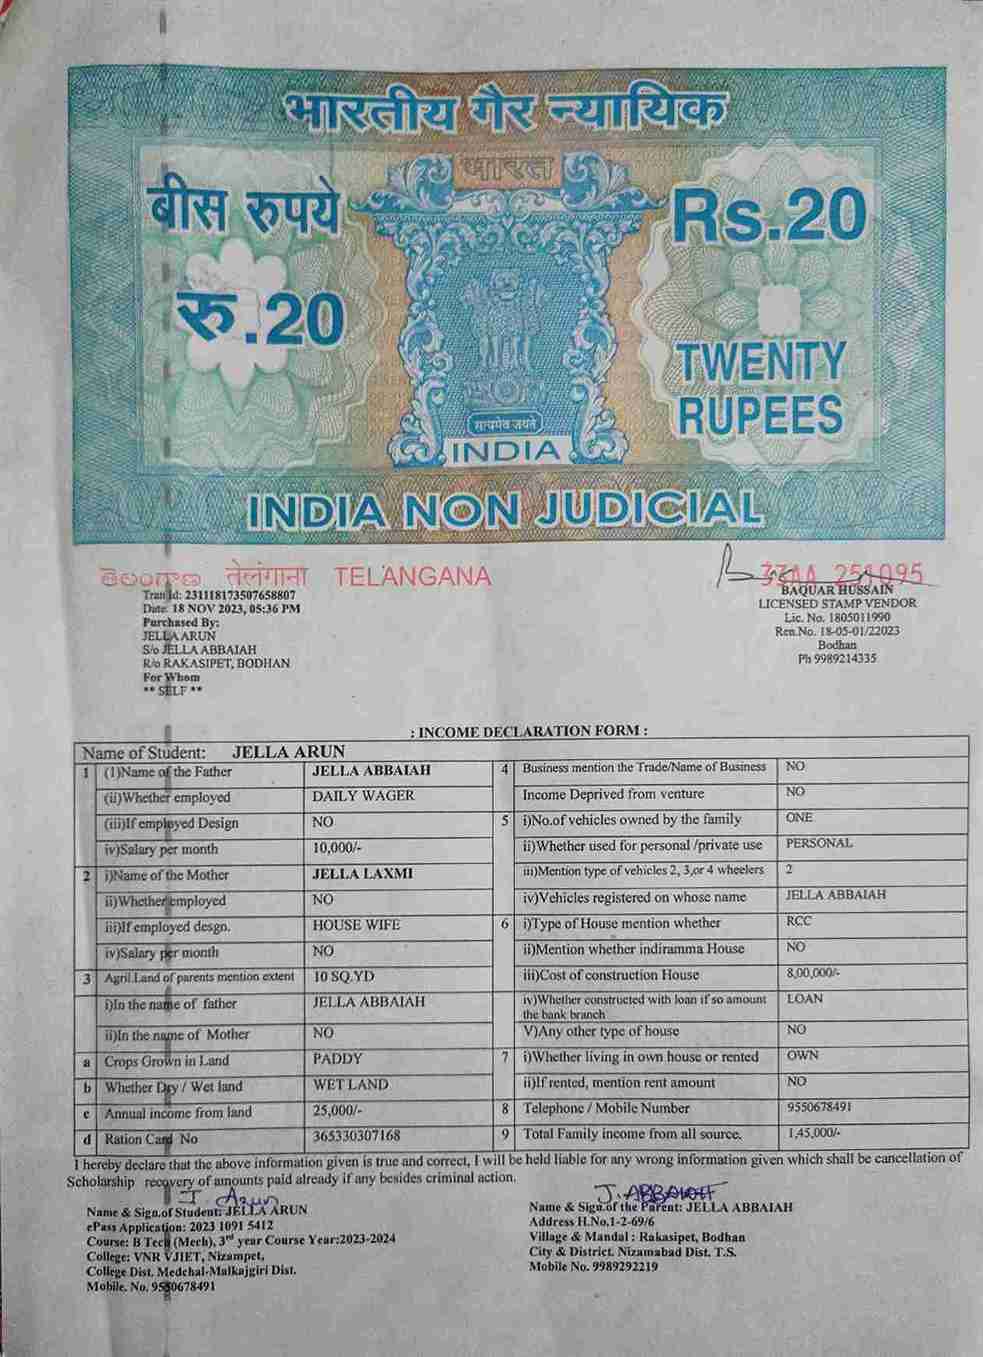 भारतीय गैर न्यायिक
भारत
बीस रुपये
Rs.20
रु.20
TWENTY
RUPEES
सत्यमेव जयते
INDIA
INDIA NON JUDICIAL
తెలంగాణ तेलंगाना TELANGANA
33AA 251095
Tran Id: 231118173507658807
Date: 18 NOV 2023, 05:36 PM
Purchased By:
JELLA ARUN
S/o JELLA ABBAIAH
R/o RAKASIPET, BODHAN
For Whom
** SELF **
BAQUAR HUSSAIN
LICENSED STAMP VENDOR
Lic. No. 1805011990
Ren.No. 18-05-01/22023
Bodhan
Ph 9989214335
: INCOME DECLARATION FORM :
Name of Student: JELLA ARUN
1 (1)Name of the Father JELLA ABBAIAH
(ii)Whether employed DAILY WAGER
(iii)If employed Design NO
iv)Salary per month 10,000/-
2 i)Name of the Mother JELLA LAXMI
ii)Whether employed NO
iii)If employed desgn. HOUSE WIFE
iv)Salary per month NO
3 Agril.Land of parents mention extent 10 SQ.YD
i)In the name of father JELLA ABBAIAH
ii)In the name of Mother NO
a Crops Grown in Land PADDY
b Whether Dry / Wet land WET LAND
c Annual income from land 25,000/-
d Ration Card No 365330307168
4 Business mention the Trade/Name of Business NO
Income Deprived from venture NO
5 i)No.of vehicles owned by the family ONE
ii)Whether used for personal /private use PERSONAL
iii)Mention type of vehicles 2, 3,or 4 wheelers 2
iv)Vehicles registered on whose name JELLA ABBAIAH
6 i)Type of House mention whether RCC
ii)Mention whether indiramma House NO
iii)Cost of construction House 8,00,000/-
iv)Whether constructed with loan if so amount LOAN
the bank branch
V)Any other type of house NO
7 i)Whether living in own house or rented OWN
ii)If rented, mention rent amount NO
8 Telephone / Mobile Number 9550678491
9 Total Family income from all source. 1,45,000/-
I hereby declare that the above information given is true and correct, I will be held liable for any wrong information given which shall be cancellation of
Scholarship recovery of amounts paid already if any besides criminal action.
J. Arun
Name & Sign.of Student: JELLA ARUN
ePass Application: 2023 1091 5412
Course: B Tech (Mech), 3rd year Course Year:2023-2024
College: VNR VJIET, Nizampet,
College Dist. Medchal-Malkajgiri Dist.
Mobile. No. 9550678491
J. ABBAIAH
Name & Sign.of the Parent: JELLA ABBAIAH
Address H.No.1-2-69/6
Village & Mandal : Rakasipet, Bodhan
City & District. Nizamabad Dist. T.S.
Mobile No. 9989292219